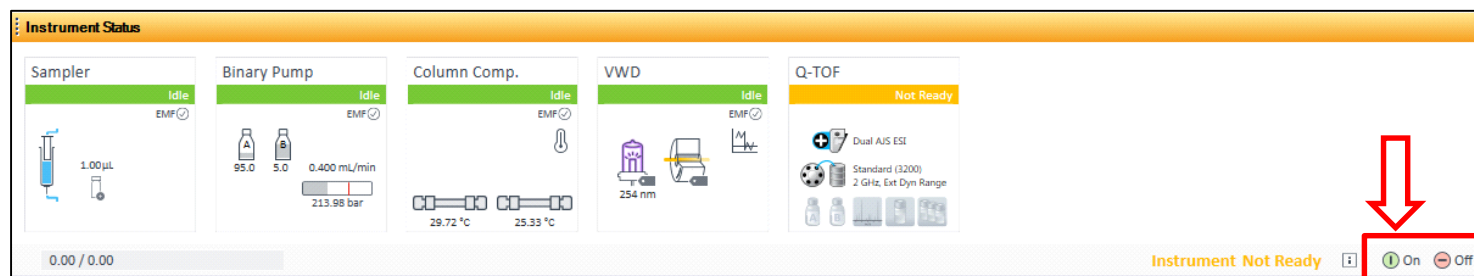 Instrument Status
Sampler
Idle
EMF
1.00 µL
Binary Pump
Idle
EMF
A
B
95.0
5.0
0.400 mL/min
213.98 bar
Column Comp.
Idle
EMF
29.72 °C
25.33 °C
VWD
Idle
EMF
254 nm
Q-TOF
Not Ready
Dual AJS ESI
Standard (3200)
2 GHz, Ext Dyn Range
A
B
0.00 / 0.00
Instrument Not Ready
On
Off